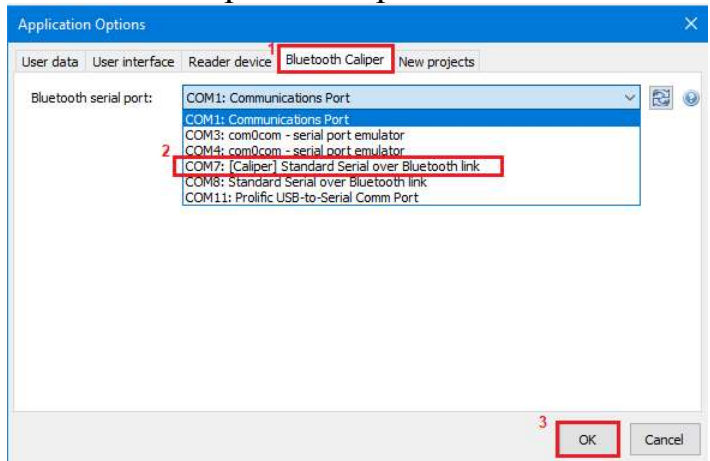 Application Options
1
User data User interface Reader device Bluetooth Caliper New projects
Bluetooth serial port: COM1: Communications Port
COM1: Communications Port
COM3: com0com - serial port emulator
2 COM4: com0com - serial port emulator
COM7: [Caliper] Standard Serial over Bluetooth link
COM8: Standard Serial over Bluetooth link
COM11: Prolific USB-to-Serial Comm Port
3
OK Cancel